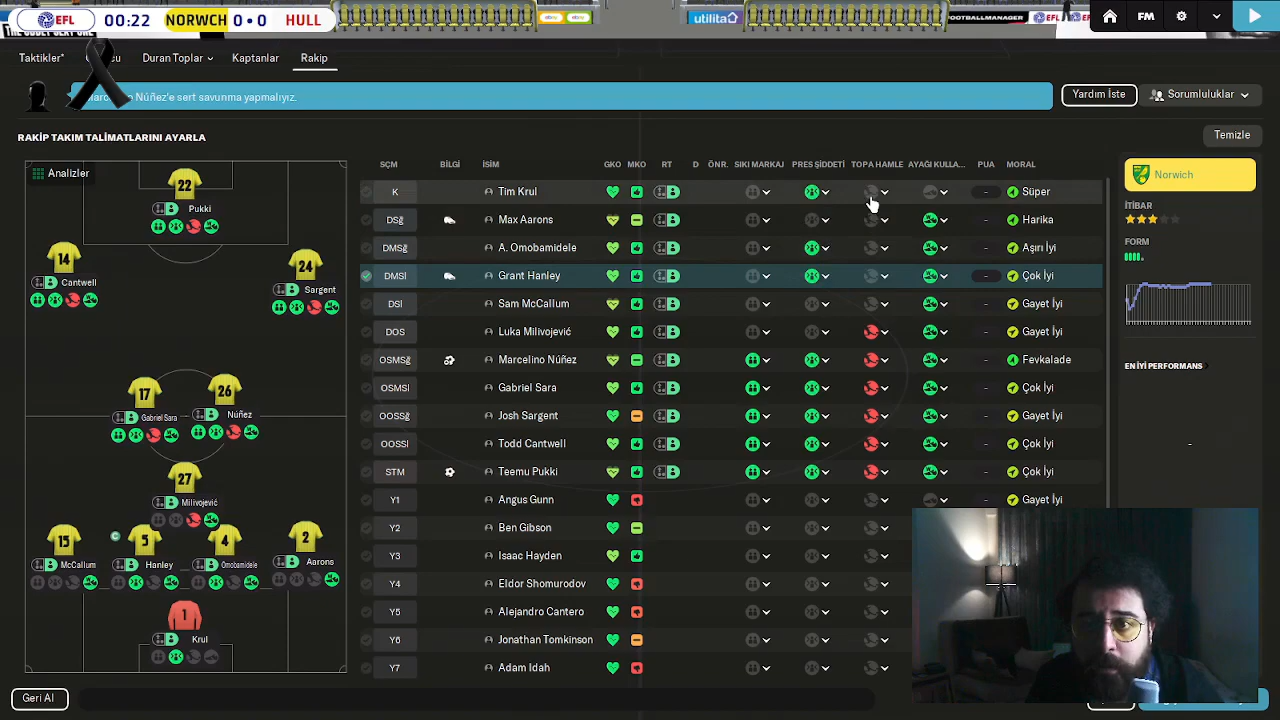 EFL 00:22 NORWCH 0 - 0 HULL
utilita
FOOTBALLMANAGER
EFL
FM
Taktikler
Duran Toplar
Kaptanlar
Rakip
Núñez'e sert savunma yapmalıyız.
Yardım İste
Sorumluluklar
RAKİP TAKIM TALİMATLARINI AYARLA
Temizle
Analizler
22
Pukki
14
Cantwell
24
Sargent
17
Gabriel Sara
26
Núñez
27
Milivojević
15
McCallum
C
5
Hanley
4
Omobamidele
2
Aarons
1
Krul
SÇM BİLGİ İSİM GKO MKO RT D ÖNR. SIKI MARKAJ PRES ŞİDDETİ TOPA HAMLE AYAĞI KULLA... PUA MORAL
K Tim Krul - Süper
DSğ Max Aarons - Harika
DMSğ A. Omobamidele - Aşırı İyi
DMSl Grant Hanley - Çok İyi
DSl Sam McCallum - Gayet İyi
DOS Luka Milivojević - Gayet İyi
OSMSğ Marcelino Núñez - Fevkalade
OSMSl Gabriel Sara - Çok İyi
OOSSğ Josh Sargent - Gayet İyi
OOSSl Todd Cantwell - Çok İyi
STM Teemu Pukki - Çok İyi
Y1 Angus Gunn - Gayet İyi
Y2 Ben Gibson
Y3 Isaac Hayden
Y4 Eldor Shomurodov
Y5 Alejandro Cantero
Y6 Jonathan Tomkinson
Y7 Adam Idah
Norwich
İTİBAR
FORM
EN İYİ PERFORMANS
-
Geri Al